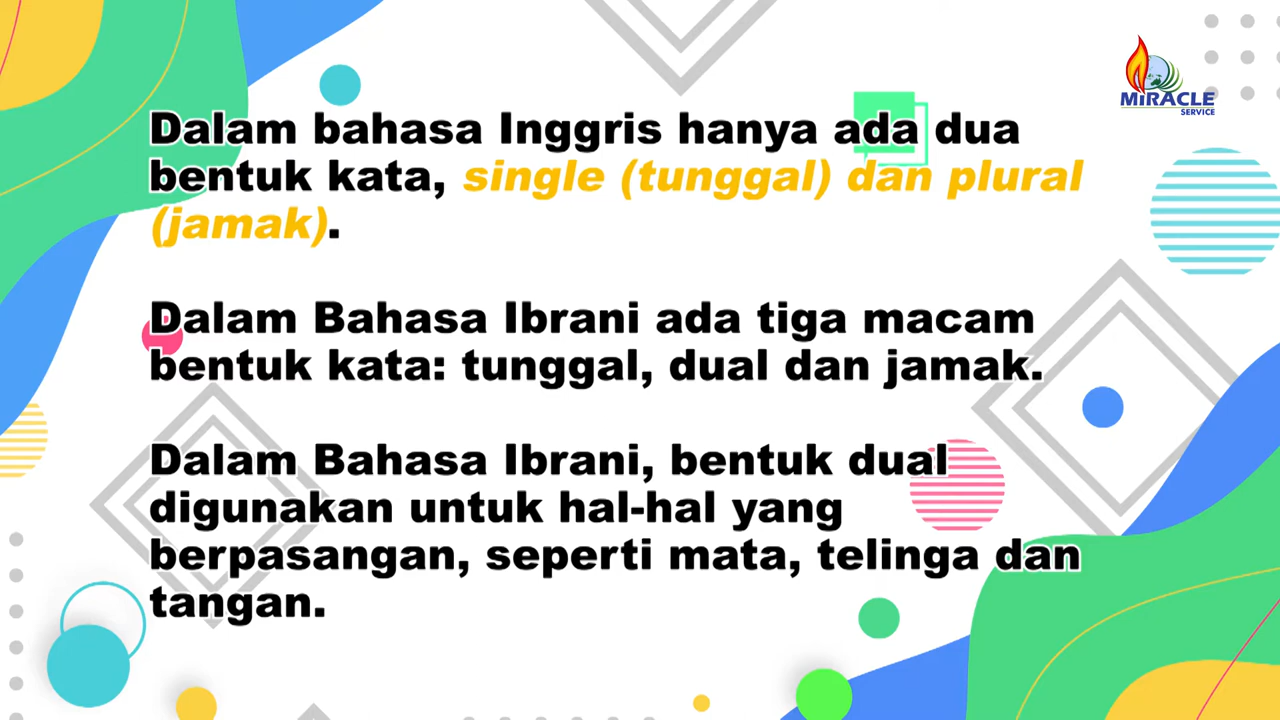 MiRACLE
SERVICE
Dalam bahasa Inggris hanya ada dua
bentuk kata, single (tunggal) dan plural
(jamak).
Dalam Bahasa Ibrani ada tiga macam
bentuk kata: tunggal, dual dan jamak.
Dalam Bahasa Ibrani, bentuk dual
digunakan untuk hal-hal yang
berpasangan, seperti mata, telinga dan
tangan.